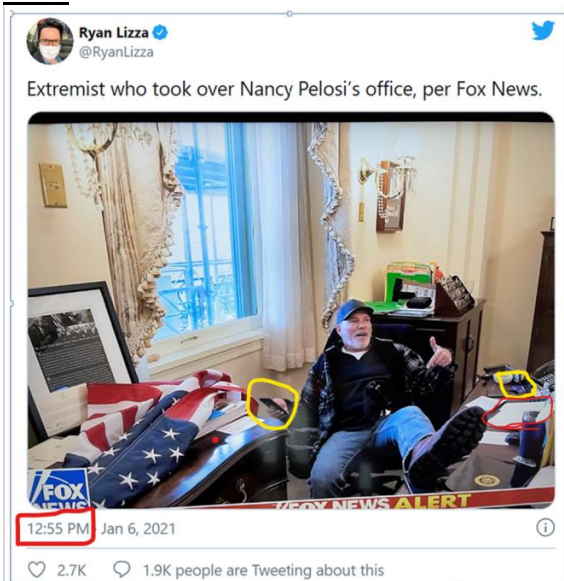 Ryan Lizza
@RyanLizza
Extremist who took over Nancy Pelosi's office, per Fox News.
FOX
NEWS
FOX NEWS ALERT
12:55 PM · Jan 6, 2021
2.7K 1.9K people are Tweeting about this